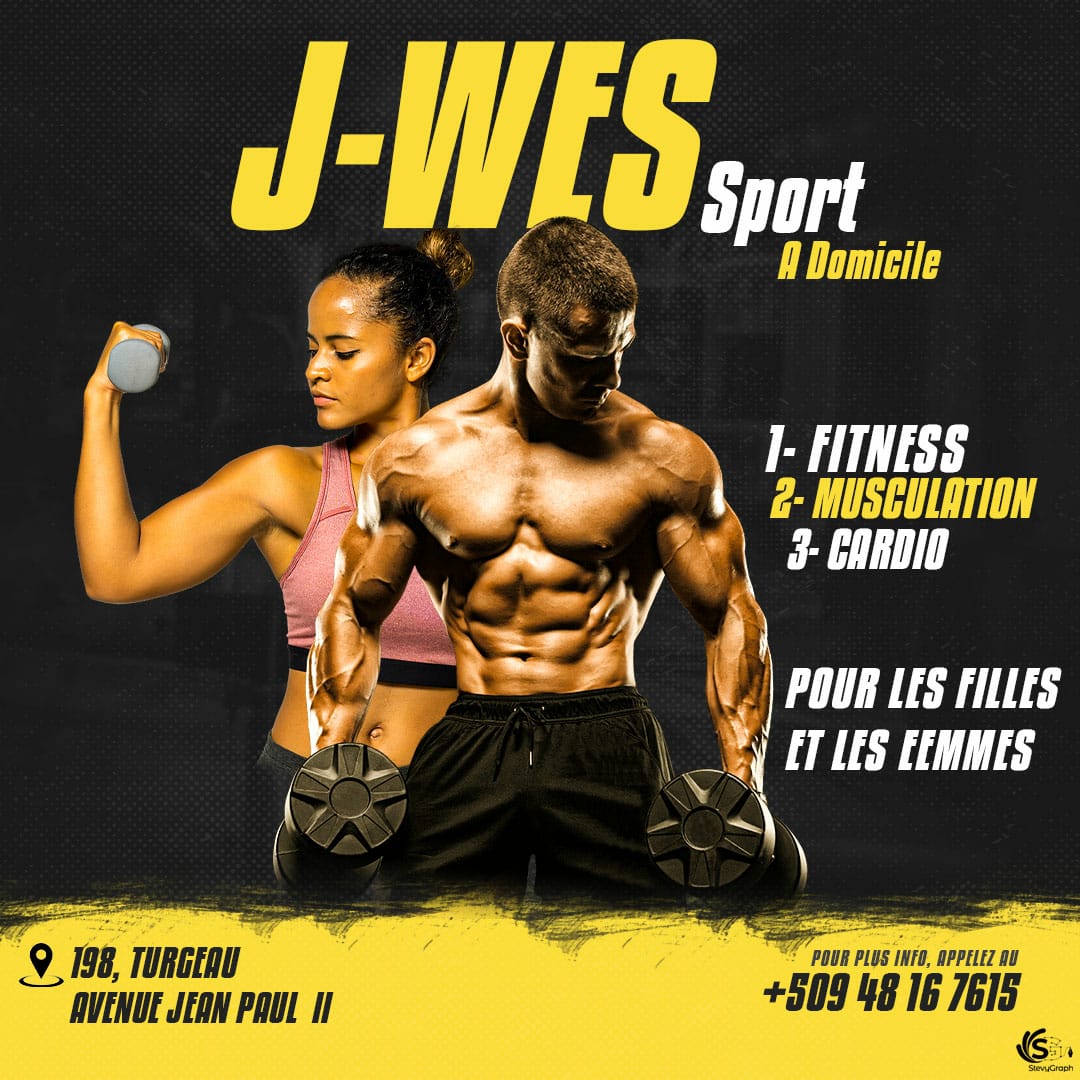 J-WES
Sport
A Domicile
1- FITNESS
2- MUSCULATION
3- CARDIO
POUR LES FILLES
ET LES EEMMES
198, TURGEAU
AVENUE JEAN PAUL II
POUR PLUS INFO, APPELEZ AU
+509 48 16 7615
StevyGraph